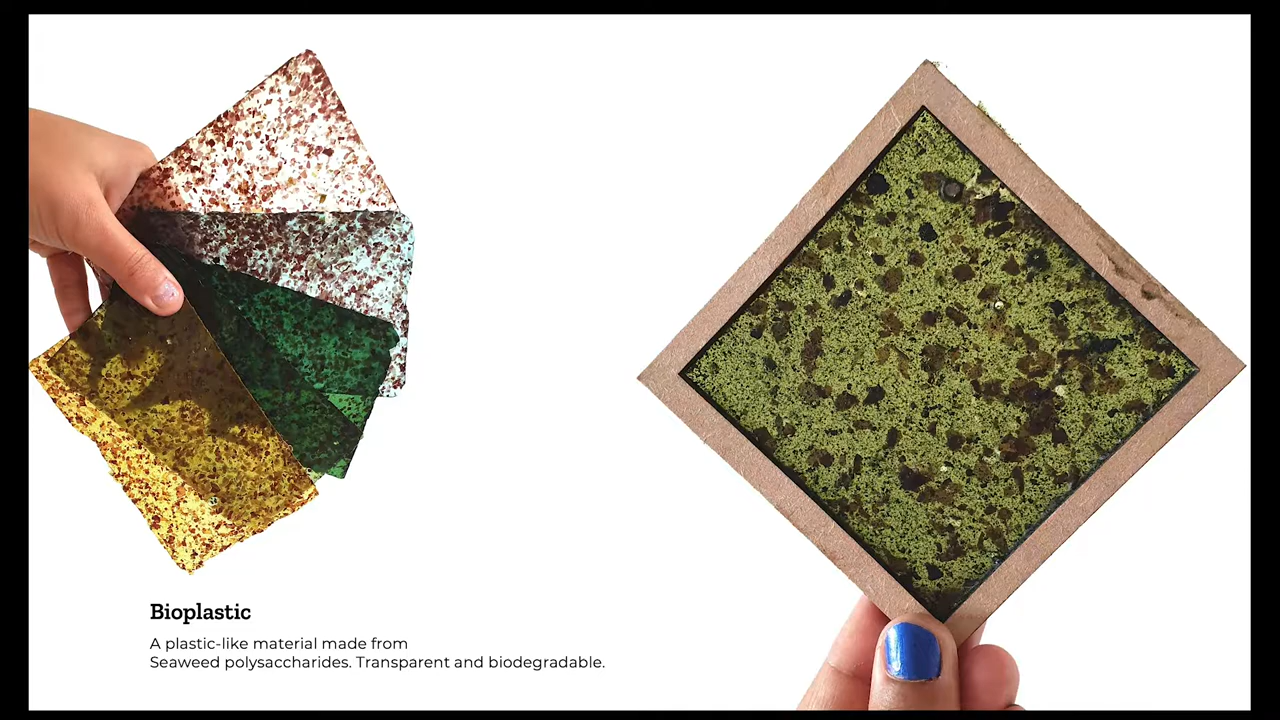 Bioplastic
A plastic-like material made from
Seaweed polysaccharides. Transparent and biodegradable.